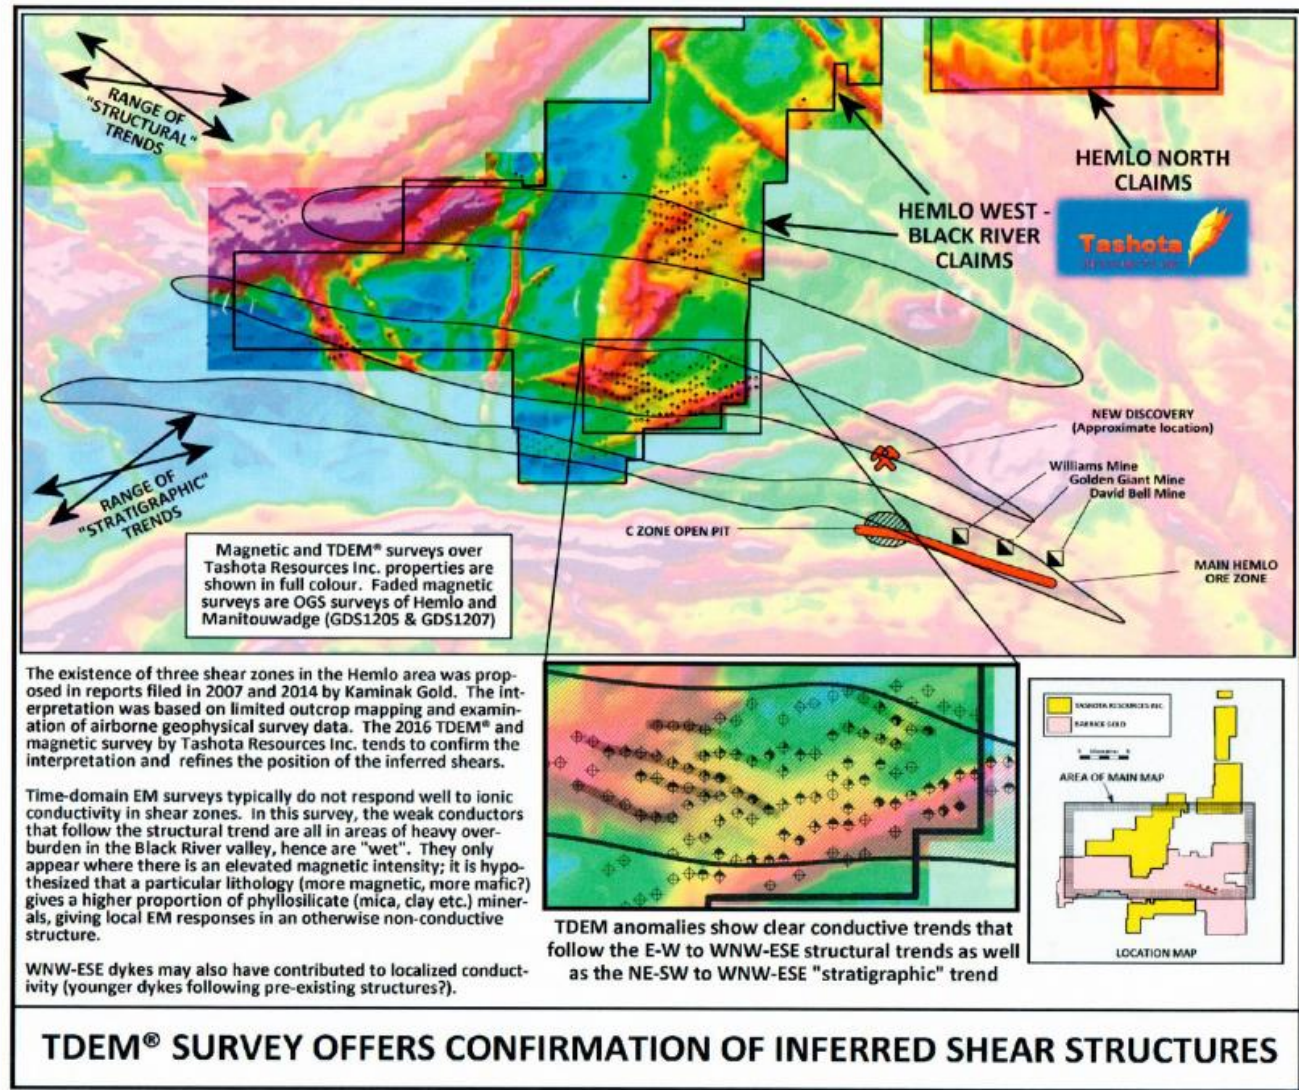 RANGE OF
"STRUCTURAL"
TRENDS
HEMLO NORTH
CLAIMS
HEMLO WEST -
BLACK RIVER
CLAIMS
Tashota
NEW DISCOVERY
(Approximate location)
Williams Mine
Golden Giant Mine
David Bell Mine
RANGE OF
"STRATIGRAPHIC"
TRENDS
C ZONE OPEN PIT
MAIN HEMLO
ORE ZONE
Magnetic and TDEM® surveys over
Tashota Resources Inc. properties are
shown in full colour. Faded magnetic
surveys are OGS surveys of Hemlo and
Manitouwadge (GDS1205 & GDS1207)
The existence of three shear zones in the Hemlo area was prop-
osed in reports filed in 2007 and 2014 by Kaminak Gold. The int-
erpretation was based on limited outcrop mapping and examin-
ation of airborne geophysical survey data. The 2016 TDEM® and
magnetic survey by Tashota Resources Inc. tends to confirm the
interpretation and refines the position of the inferred shears.
Time-domain EM surveys typically do not respond well to ionic
conductivity in shear zones. In this survey, the weak conductors
that follow the structural trend are all in areas of heavy over-
burden in the Black River valley, hence are "wet". They only
appear where there is an elevated magnetic intensity; it is hypo-
thesized that a particular lithology (more magnetic, more mafic?)
gives a higher proportion of phyllosilicate (mica, clay etc.) miner-
als, giving local EM responses in an otherwise non-conductive
structure.
WNW-ESE dykes may also have contributed to localized conduct-
ivity (younger dykes following pre-existing structures?).
TDEM anomalies show clear conductive trends that
follow the E-W to WNW-ESE structural trends as well
as the NE-SW to WNW-ESE "stratigraphic" trend
TASHOTA RESOURCES INC.
BARRICK GOLD
AREA OF MAIN MAP
LOCATION MAP
TDEM® SURVEY OFFERS CONFIRMATION OF INFERRED SHEAR STRUCTURES